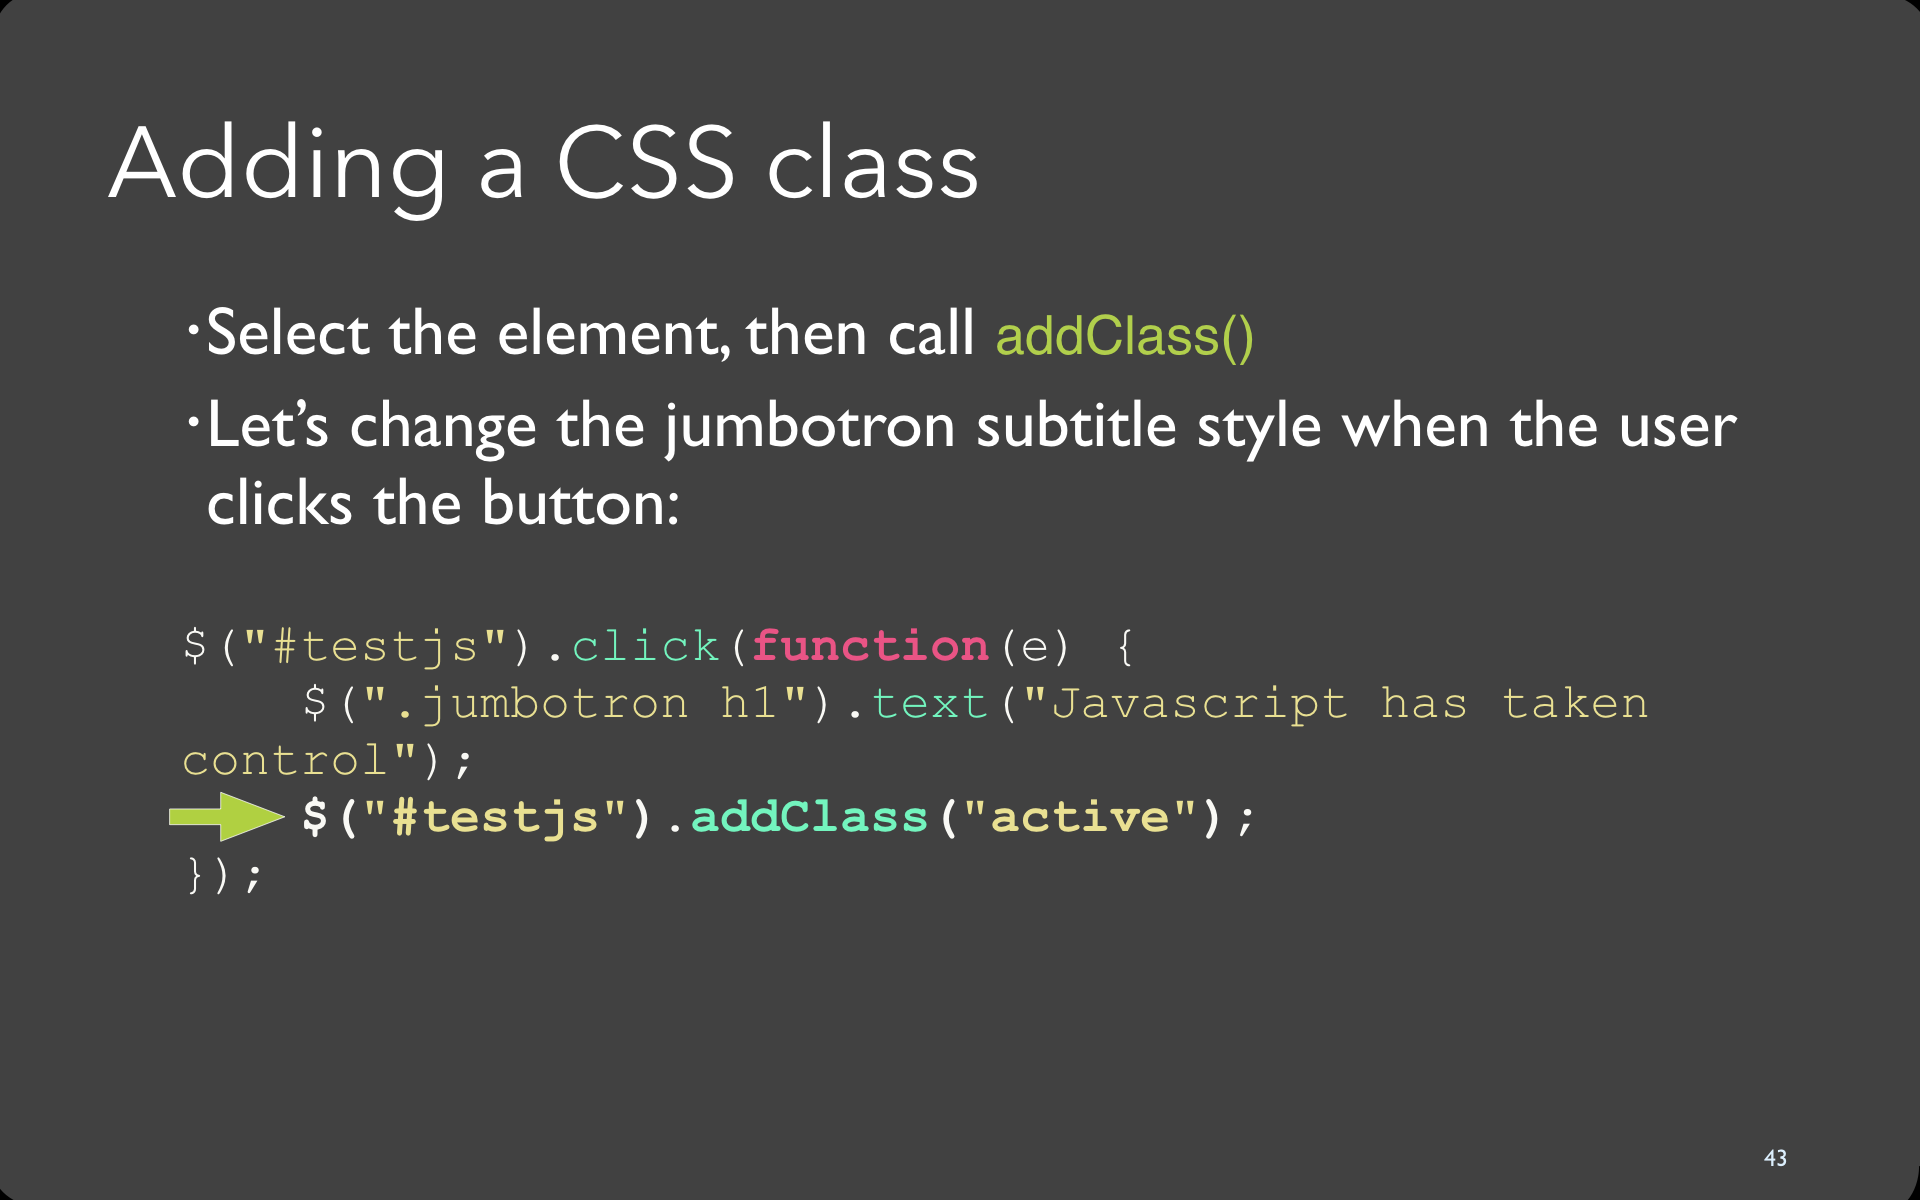 Adding a CSS class
•Select the element, then call addClass()
•Let’s change the jumbotron subtitle style when the user
clicks the button:
$("#testjs").click(function(e) {
    $(".jumbotron h1").text("Javascript has taken
control");
    $("#testjs").addClass("active");
});
43